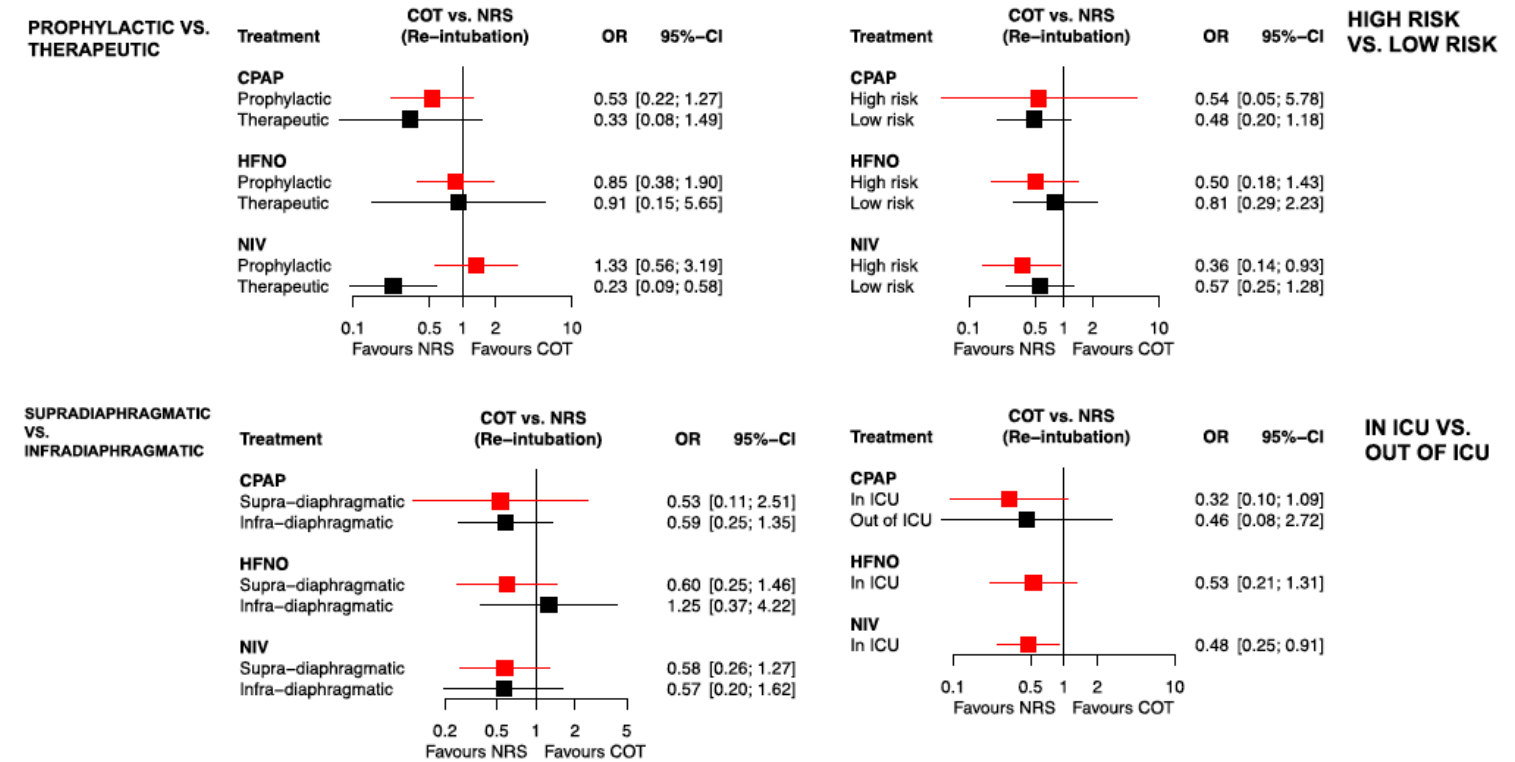 PROPHYLACTIC VS.
THERAPEUTIC
COT vs. NRS
Treatment (Re−intubation) OR 95%−CI
CPAP
Prophylactic 0.53 [0.22; 1.27]
Therapeutic 0.33 [0.08; 1.49]
HFNO
Prophylactic 0.85 [0.38; 1.90]
Therapeutic 0.91 [0.15; 5.65]
NIV
Prophylactic 1.33 [0.56; 3.19]
Therapeutic 0.23 [0.09; 0.58]
0.1 0.5 1 2 10
Favours NRS Favours COT
HIGH RISK
VS. LOW RISK
COT vs. NRS
Treatment (Re−intubation) OR 95%−CI
CPAP
High risk 0.54 [0.05; 5.78]
Low risk 0.48 [0.20; 1.18]
HFNO
High risk 0.50 [0.18; 1.43]
Low risk 0.81 [0.29; 2.23]
NIV
High risk 0.36 [0.14; 0.93]
Low risk 0.57 [0.25; 1.28]
0.1 0.5 1 2 10
Favours NRS Favours COT
SUPRADIAPHRAGMATIC
VS.
INFRADIAPHRAGMATIC
COT vs. NRS
Treatment (Re−intubation) OR 95%−CI
CPAP
Supra−diaphragmatic 0.53 [0.11; 2.51]
Infra−diaphragmatic 0.59 [0.25; 1.35]
HFNO
Supra−diaphragmatic 0.60 [0.25; 1.46]
Infra−diaphragmatic 1.25 [0.37; 4.22]
NIV
Supra−diaphragmatic 0.58 [0.26; 1.27]
Infra−diaphragmatic 0.57 [0.20; 1.62]
0.2 0.5 1 2 5
Favours NRS Favours COT
IN ICU VS.
OUT OF ICU
COT vs. NRS
Treatment (Re−intubation) OR 95%−CI
CPAP
In ICU 0.32 [0.10; 1.09]
Out of ICU 0.46 [0.08; 2.72]
HFNO
In ICU 0.53 [0.21; 1.31]
NIV
In ICU 0.48 [0.25; 0.91]
0.1 0.5 1 2 10
Favours NRS Favours COT